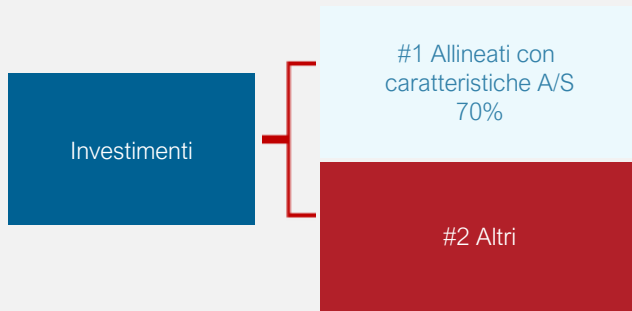 Investimenti
#1 Allineati con
caratteristiche A/S
70%
#2 Altri